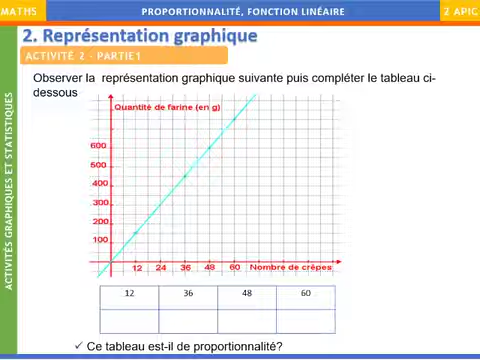 MATHS
PROPORTIONNALITÉ, FONCTION LINÉAIRE
2 APIC
2. Représentation graphique
ACTIVITÉ 2 - PARTIE1
Observer la représentation graphique suivante puis compléter le tableau ci-
dessous
ACTIVITÉS GRAPHIQUES ET STATISTIQUES
Quantité de farine (en g)
600
500
400
300
200
100
12 24 36 48 60 Nombre de crêpes
12 36 48 60
✓ Ce tableau est-il de proportionnalité?